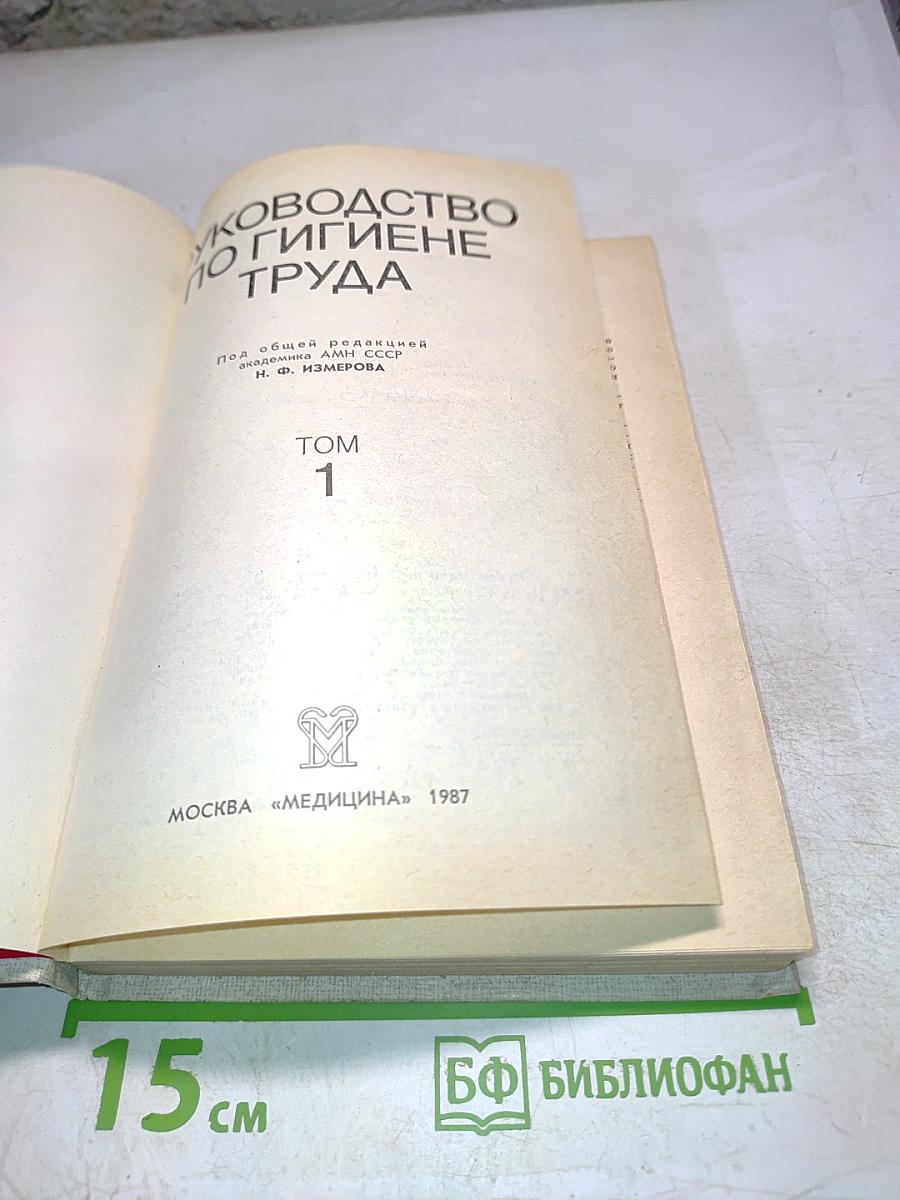 РУКОВОДСТВО
ПО ГИГИЕНЕ
ТРУДА
Под общей редакцией
академика АМН СССР
Н. Ф. ИЗМЕРОВА
ТОМ
1
МОСКВА «МЕДИЦИНА» 1987
15 см
БФ БИБЛИОФАН